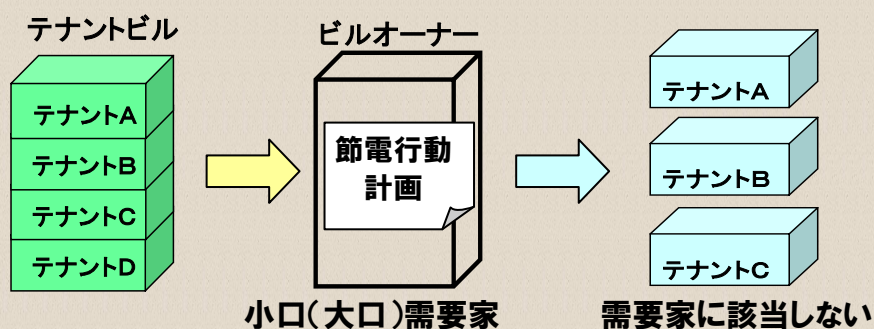 テナントビル
テナントA
テナントB
テナントC
テナントD
ビルオーナー
節電行動
計画
小口(大口)需要家
テナントA
テナントB
テナントC
需要家に該当しない